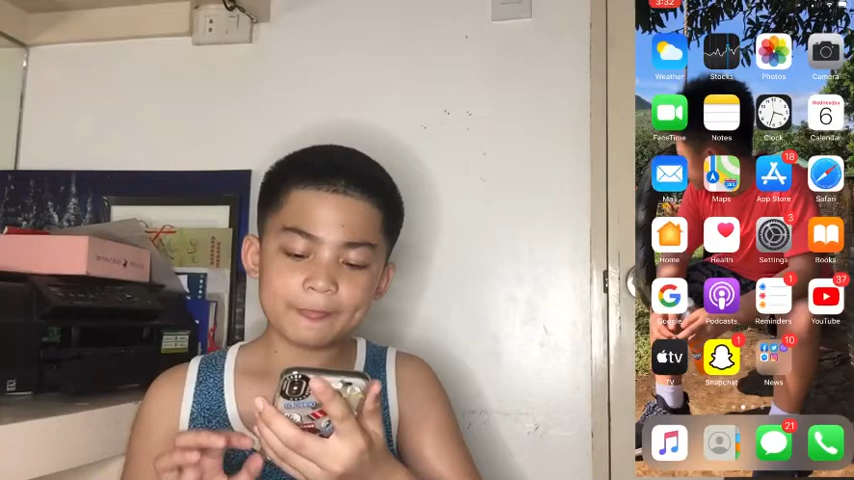 3:32
Weather Stocks Photos Camera
FaceTime Notes Clock Wednesday
6
Calendar
18
Mail Maps App Store Safari
3
Home Health Settings Books
1 37
Google Podcasts Reminders YouTube
1 10
tv
TV Snapchat News
21